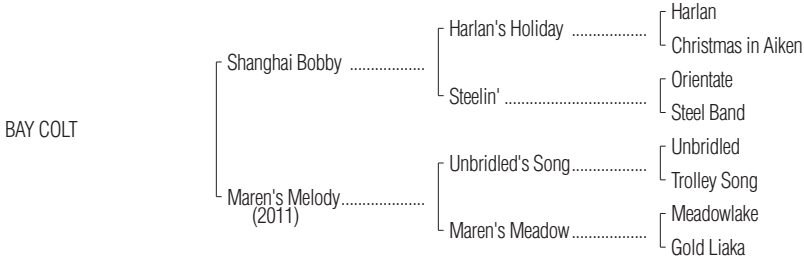 Harlan
Harlan's Holiday ..................
Christmas in Aiken
Shanghai Bobby ..................
Orientate
Steelin' ..................................
Steel Band
BAY COLT
Unbridled
Unbridled's Song..................
Trolley Song
Maren's Melody....................
(2011)
Meadowlake
Maren's Meadow..................
Gold Liaka